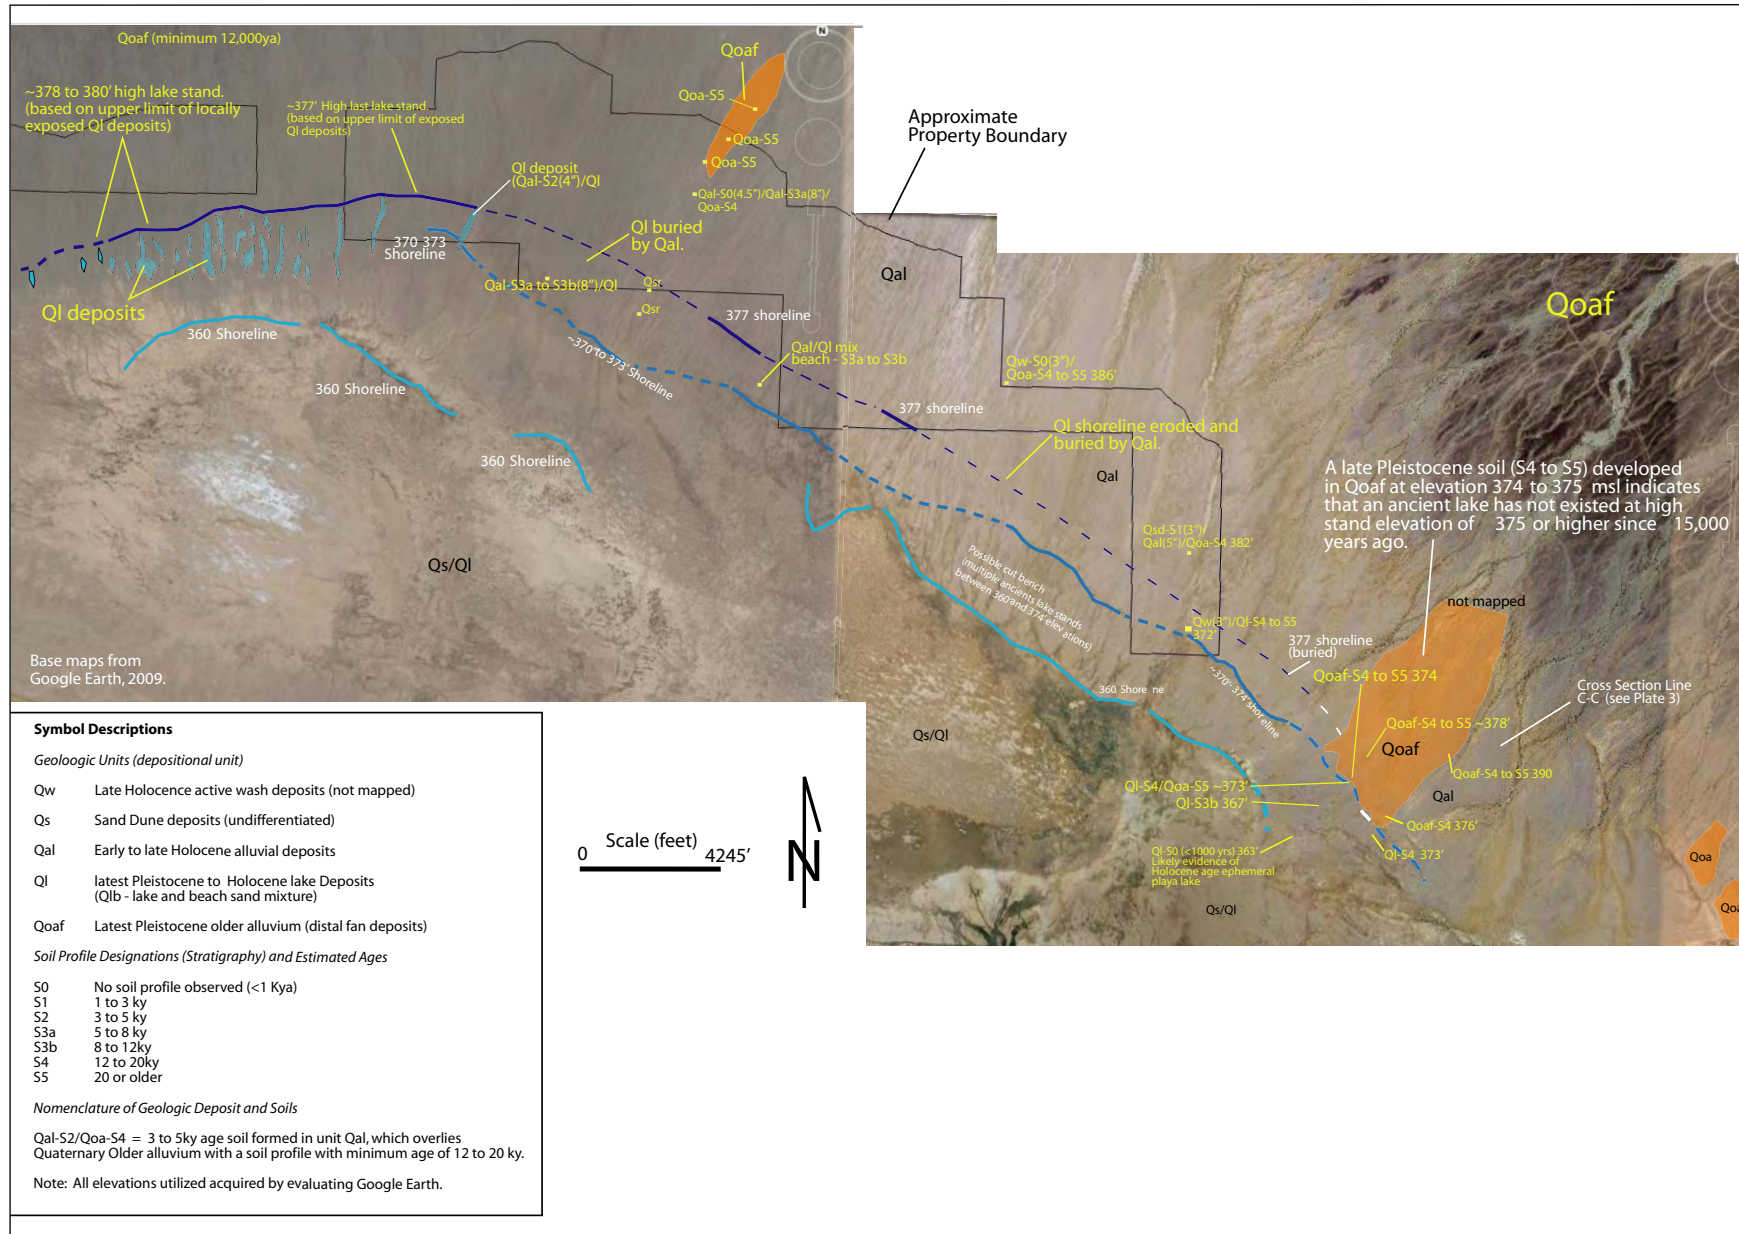 Qoaf (minimum 12,000ya)
N
~378 to 380' high lake stand.
(based on upper limit of locally
exposed Ql deposits)
~377' High last lake stand.
(based on upper limit of exposed
Ql deposits)
Qoaf
Qoa-S5
Qoa-S5
Qoa-S5
Qal-S0(4.5")/Qal-S3a(8")/
Qoa-S4
Approximate
Property Boundary
Ql deposit
(Qal-S2(4")/Ql
Ql buried
by Qal.
370 373
Shoreline
Qal-S3a to S3b(8")/Ql
Qsr
Qsr
Qal
Qoaf
Ql deposits
360 Shoreline
360 Shoreline
360 Shoreline
~370' to 373' Shoreline
377 shoreline
Qal/Ql mix
beach - S3a to S3b
Qw-S0(3")/
Qoa-S4 to S5 386'
377 shoreline
Ql shoreline eroded and
buried by Qal.
Qal
A late Pleistocene soil (S4 to S5) developed
in Qoaf at elevation 374 to 375 msl indicates
that an ancient lake has not existed at high
stand elevation of 375 or higher since 15,000
years ago.
Qs/Ql
Qsd-S1(3")/
Qal(5")/Qoa-S4 382'
Possible cut bench
(multiple ancients lake stands
between 360 and 374' elevations)
not mapped
Qw(3")/Ql-S4 to S5
372'
377 shoreline
(buried)
Qoaf-S4 to S5 374
Base maps from
Google Earth, 2009.
360 Shore ne
~370'- 374' shoreline
Cross Section Line
C-C (see Plate 3)
Qoaf-S4 to S5 ~378'
Qoaf
Qs/Ql
Qoaf-S4 to S5 390
Ql-S4/Qoa-S5 ~373'
Ql-S3b 367'
Qal
Qoaf-S4 376'
Ql-S4 373'
Ql-S0 (<1000 yrs) 363'
Likely evidence of
Holocene age ephemeral
playa lake
Qs/Ql
Qoa
Qoa
Symbol Descriptions
Geoloogic Units (depositional unit)
Qw Late Holocence active wash deposits (not mapped)
Qs Sand Dune deposits (undifferentiated)
Qal Early to late Holocene alluvial deposits
Ql latest Pleistocene to Holocene lake Deposits
(Qlb - lake and beach sand mixture)
Qoaf Latest Pleistocene older alluvium (distal fan deposits)
Soil Profile Designations (Stratigraphy) and Estimated Ages
S0 No soil profile observed (<1 Kya)
S1 1 to 3 ky
S2 3 to 5 ky
S3a 5 to 8 ky
S3b 8 to 12ky
S4 12 to 20ky
S5 20 or older
Nomenclature of Geologic Deposit and Soils
Qal-S2/Qoa-S4 = 3 to 5ky age soil formed in unit Qal, which overlies
Quaternary Older alluvium with a soil profile with minimum age of 12 to 20 ky.
Note: All elevations utilized acquired by evaluating Google Earth.
Scale (feet)
0 4245'
N